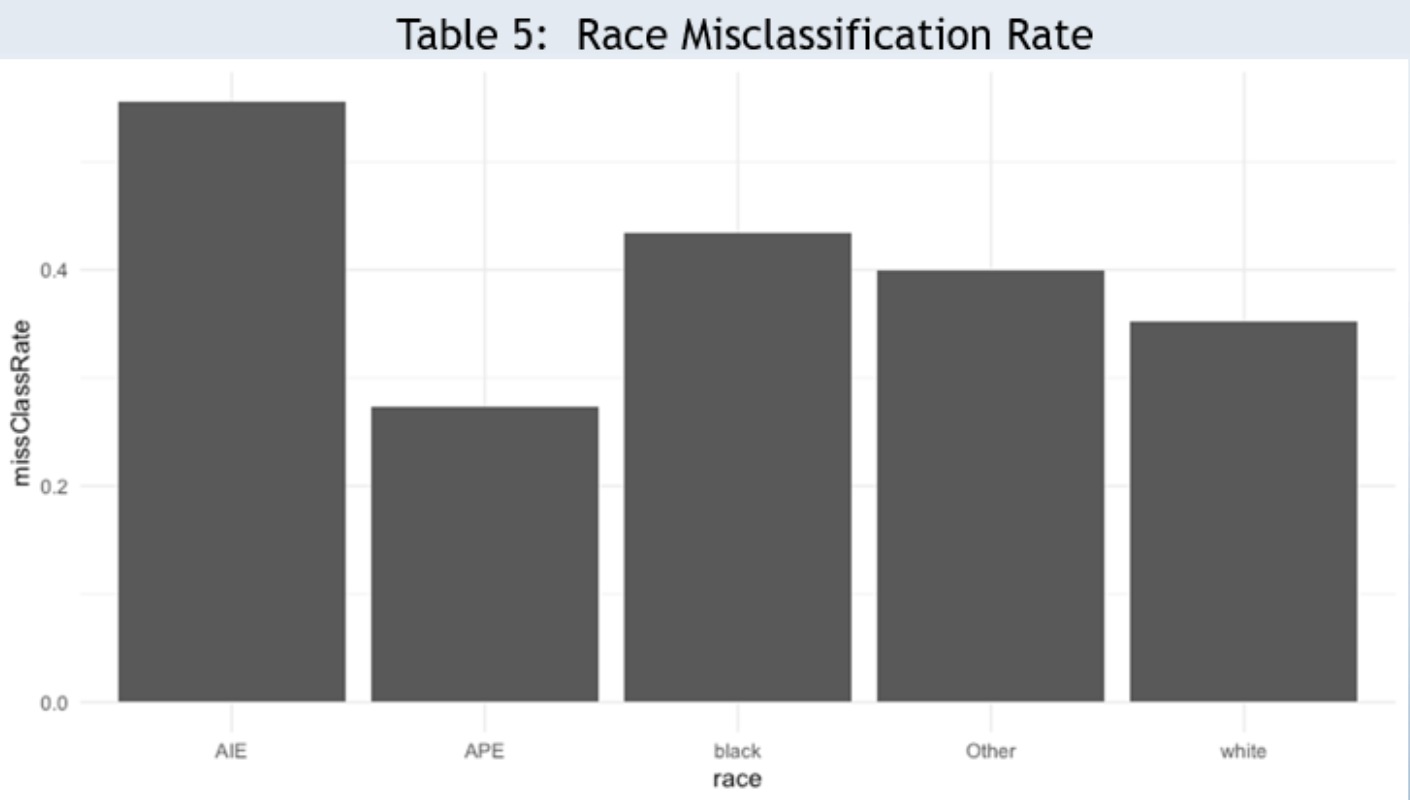 Table 5: Race Misclassification Rate
missClassRate
0.4
0.2
0.0
AIE
APE
black
Other
white
race